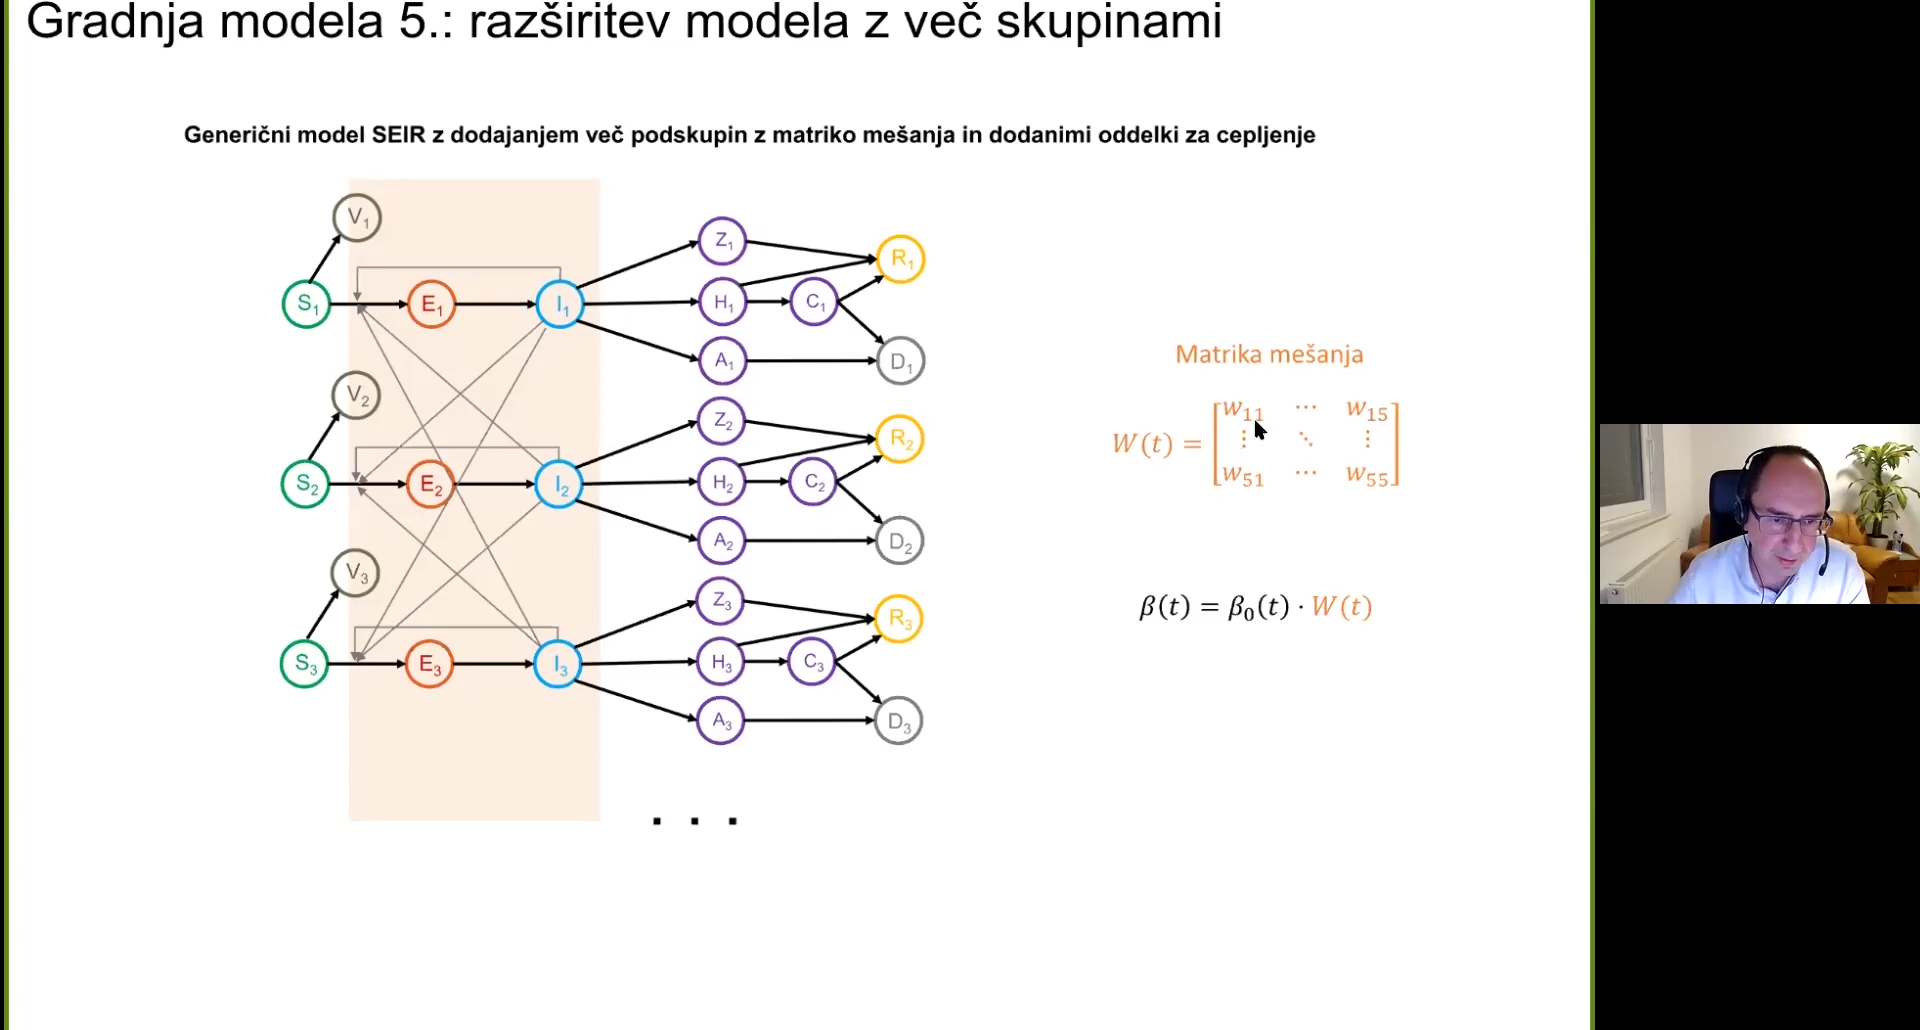 Gradnja modela 5.: razširitev modela z več skupinami
Generični model SEIR z dodajanjem več podskupin z matriko mešanja in dodanimi oddelki za cepljenje
V₁
Z₁
R₁
S₁ E₁ I₁ H₁ C₁
A₁ D₁
V₂
Z₂
R₂
S₂ E₂ I₂ H₂ C₂
A₂ D₂
V₃
Z₃
R₃
S₃ E₃ I₃ H₃ C₃
A₃ D₃
. . .
Matrika mešanja
w₁₁ ⋯ w₁₅
W(t) = ⋮ ⋱ ⋮
w₅₁ ⋯ w₅₅
β(t) = β₀(t) · W(t)